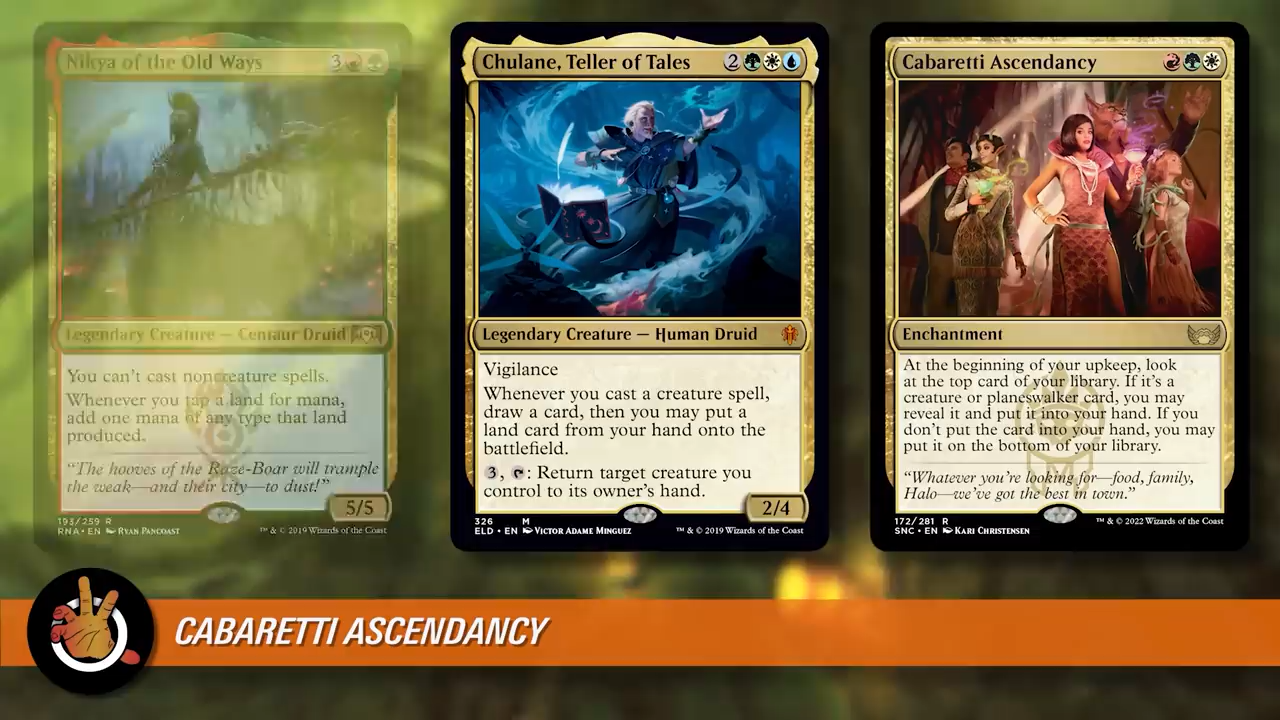 Nikya of the Old Ways 3
Legendary Creature — Centaur Druid
You can't cast noncreature spells.
Whenever you tap a land for mana,
add one mana of any type that land
produced.
“The hooves of the Raze-Boar will trample
the weak—and their city—to dust!”
5/5
193/259 R
RNA • EN Ryan Pancoast
™ & © 2019 Wizards of the Coast
Chulane, Teller of Tales 2
Legendary Creature — Human Druid
Vigilance
Whenever you cast a creature spell,
draw a card, then you may put a
land card from your hand onto the
battlefield.
3, : Return target creature you
control to its owner's hand.
2/4
326 M
ELD • EN Victor Adame Minguez
™ & © 2019 Wizards of the Coast
Cabaretti Ascendancy
Enchantment
At the beginning of your upkeep, look
at the top card of your library. If it's a
creature or planeswalker card, you may
reveal it and put it into your hand. If you
don't put the card into your hand, you may
put it on the bottom of your library.
“Whatever you're looking for—food, family,
Halo—we've got the best in town.”
172/281 R
SNC • EN Kari Christensen
™ & © 2022 Wizards of the Coast
CABARETTI ASCENDANCY